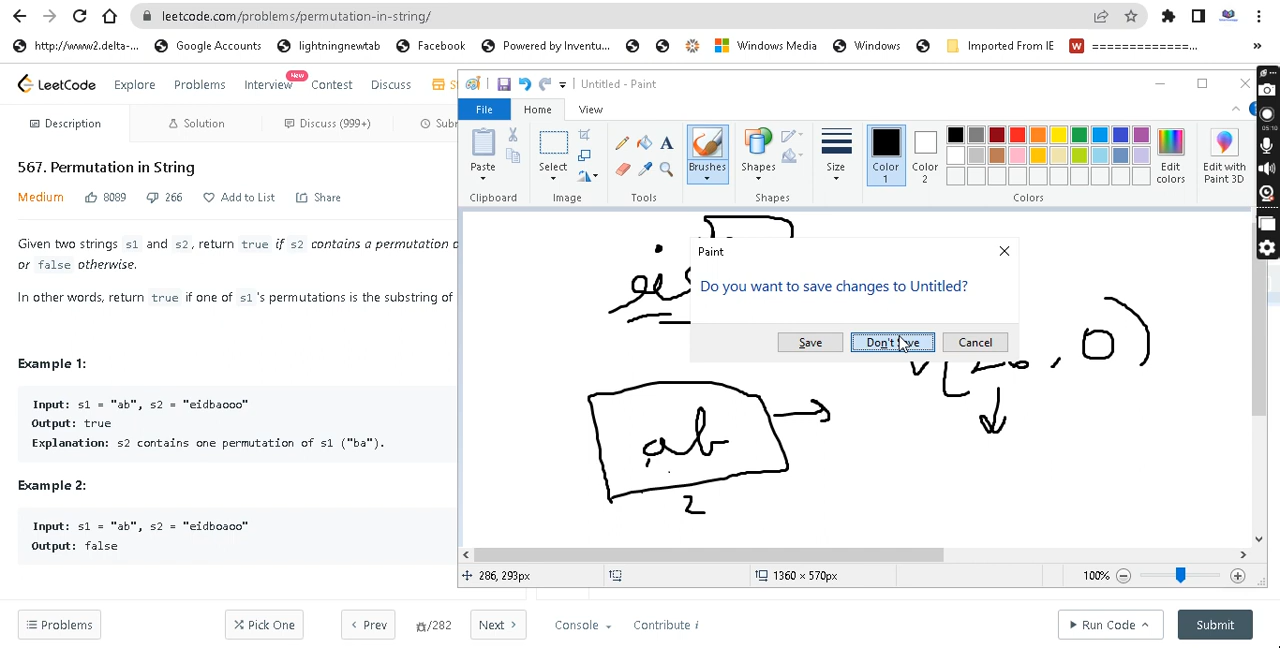 leetcode.com/problems/permutation-in-string/
http://www2.delta-... Google Accounts lightningnewtab Facebook Powered by Inventu... Windows Media Windows Imported From IE ============... »
LeetCode Explore Problems Interview New Contest Discuss
Untitled - Paint
File Home View
Description Solution Discuss (999+)
Paste Select Brushes Shapes Size Color 1 Color 2 Edit colors Edit with Paint 3D
Clipboard Image Tools Shapes Colors
567. Permutation in String
Medium 8089 266 Add to List Share
Given two strings s1 and s2, return true if s2 contains a permutation
or false otherwise.
In other words, return true if one of s1's permutations is the substring of
Paint
Do you want to save changes to Untitled?
Save Don't Save Cancel
ei
, 0)
ab
2
Example 1:
Input: s1 = "ab", s2 = "eidbaooo"
Output: true
Explanation: s2 contains one permutation of s1 ("ba").
Example 2:
Input: s1 = "ab", s2 = "eidboaoo"
Output: false
286, 293px 1360 × 570px 100%
Problems Pick One Prev /282 Next Console Contribute i Run Code Submit
05:10